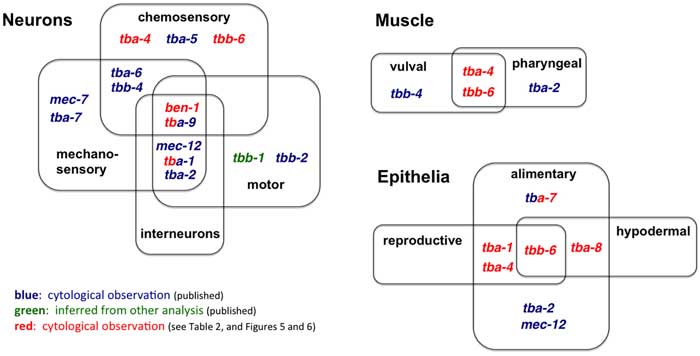 Neurons
chemosensory
tba-4 tba-5 tbb-6
tba-6
tbb-4
mec-7
tba-7
ben-1
tba-9
mechano-
sensory
mec-12
tba-1
tba-2
tbb-1 tbb-2
motor
interneurons
blue: cytological observation (published)
green: inferred from other analysis (published)
red: cytological observation (see Table 2, and Figures 5 and 6)
Muscle
vulval
pharyngeal
tba-4
tbb-6
tbb-4
tba-2
Epithelia
alimentary
tba-7
reproductive
hypodermal
tba-1
tba-4
tbb-6
tba-8
tba-2
mec-12